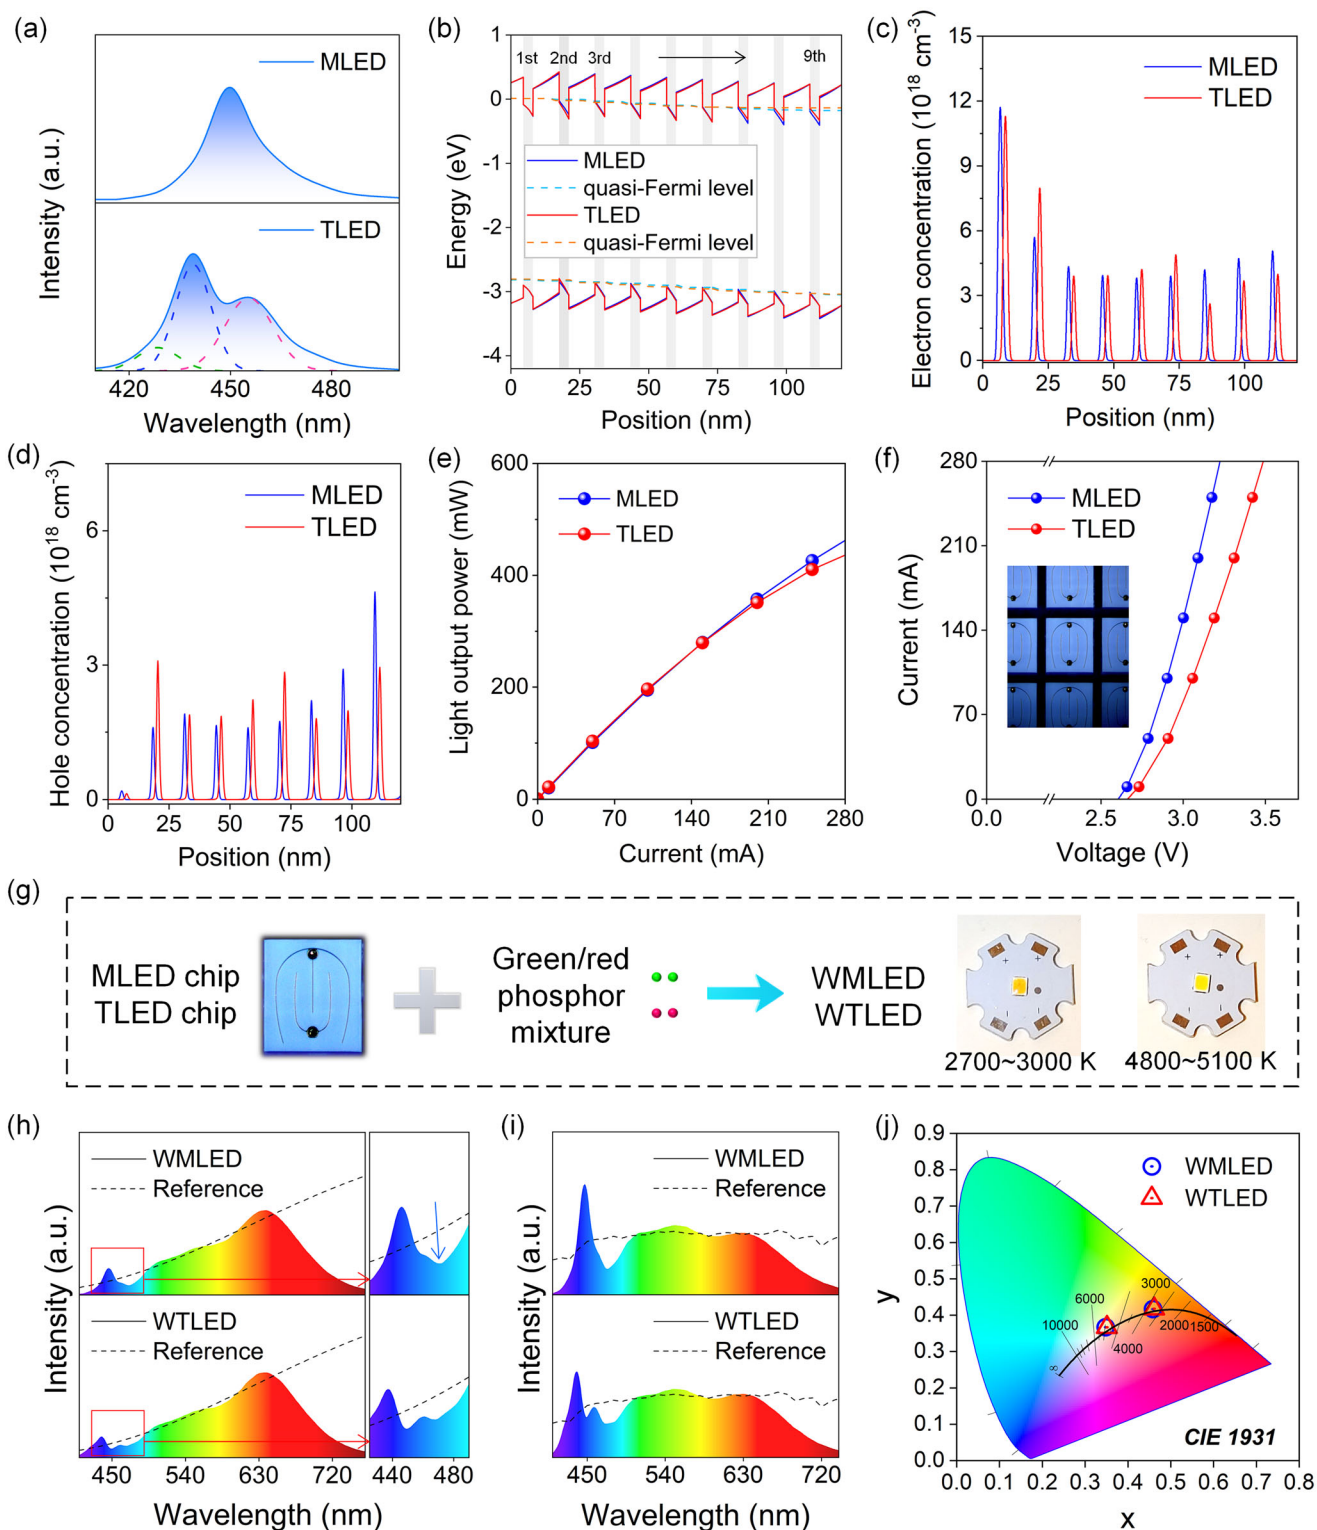 (a)
MLED
TLED
Intensity (a.u.)
420 450 480
Wavelength (nm)
(b)
1st 2nd 3rd 9th
MLED
quasi-Fermi level
TLED
quasi-Fermi level
1
0
-1
-2
-3
-4
Energy (eV)
0 25 50 75 100
Position (nm)
(c)
MLED
TLED
15
12
9
6
3
0
Electron concentration (10^18 cm^-3)
0 25 50 75 100
Position (nm)
(d)
MLED
TLED
6
3
0
Hole concentration (10^18 cm^-3)
0 25 50 75 100
Position (nm)
(e)
MLED
TLED
600
400
200
0
Light output power (mW)
0 70 140 210 280
Current (mA)
(f)
MLED
TLED
280
210
140
70
0
Current (mA)
0.0 2.5 3.0 3.5
Voltage (V)
(g)
MLED chip
TLED chip
Green/red
phosphor
mixture
WMLED
WTLED
2700~3000 K
4800~5100 K
(h)
WMLED
Reference
WTLED
Reference
Intensity (a.u.)
450 540 630 720 440 480
Wavelength (nm)
(i)
WMLED
Reference
WTLED
Reference
Intensity (a.u.)
450 540 630 720
Wavelength (nm)
(j)
WMLED
WTLED
0.9
0.8
0.7
0.6
0.5
0.4
0.3
0.2
0.1
0.0
y
3000
6000
10000
2000 1500
4000
∞
CIE 1931
0.0 0.1 0.2 0.3 0.4 0.5 0.6 0.7 0.8
x